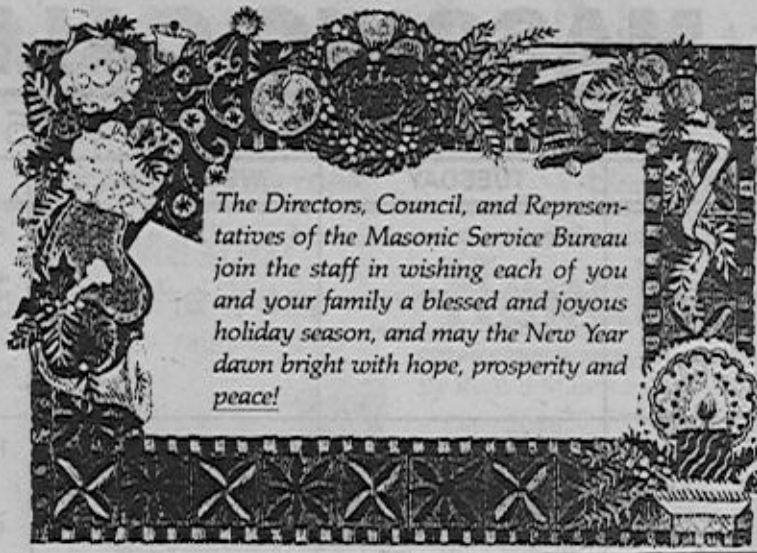 TUESDAY
The Directors, Council, and Represen-
tatives of the Masonic Service Bureau
join the staff in wishing each of you
and your family a blessed and joyous
holiday season, and may the New Year
dawn bright with hope, prosperity and
peace!